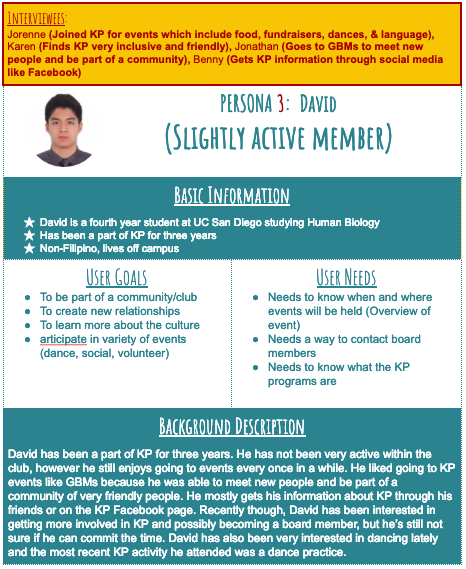 Interviewees:
Jorenne (Joined KP for events which include food, fundraisers, dances, & language),
Karen (Finds KP very inclusive and friendly), Jonathan (Goes to GBMs to meet new
people and be part of a community), Benny (Gets KP information through social media
like Facebook)
PERSONA 3: David
(Slightly active member)
Basic Information
★ David is a fourth year student at UC San Diego studying Human Biology
★ Has been a part of KP for three years
★ Non-Filipino, lives off campus
User Goals
● To be part of a community/club
● To create new relationships
● To learn more about the culture
● articipate in variety of events
(dance, social, volunteer)
User Needs
● Needs to know when and where
events will be held (Overview of
event)
● Needs a way to contact board
members
● Needs to know what the KP
programs are
Background Description
David has been a part of KP for three years. He has not been very active within the
club, however he still enjoys going to events every once in a while. He liked going to KP
events like GBMs because he was able to meet new people and be part of a
community of very friendly people. He mostly gets his information about KP through his
friends or on the KP Facebook page. Recently though, David has been interested in
getting more involved in KP and possibly becoming a board member, but he's still not
sure if he can commit the time. David has also been very interested in dancing lately
and the most recent KP activity he attended was a dance practice.